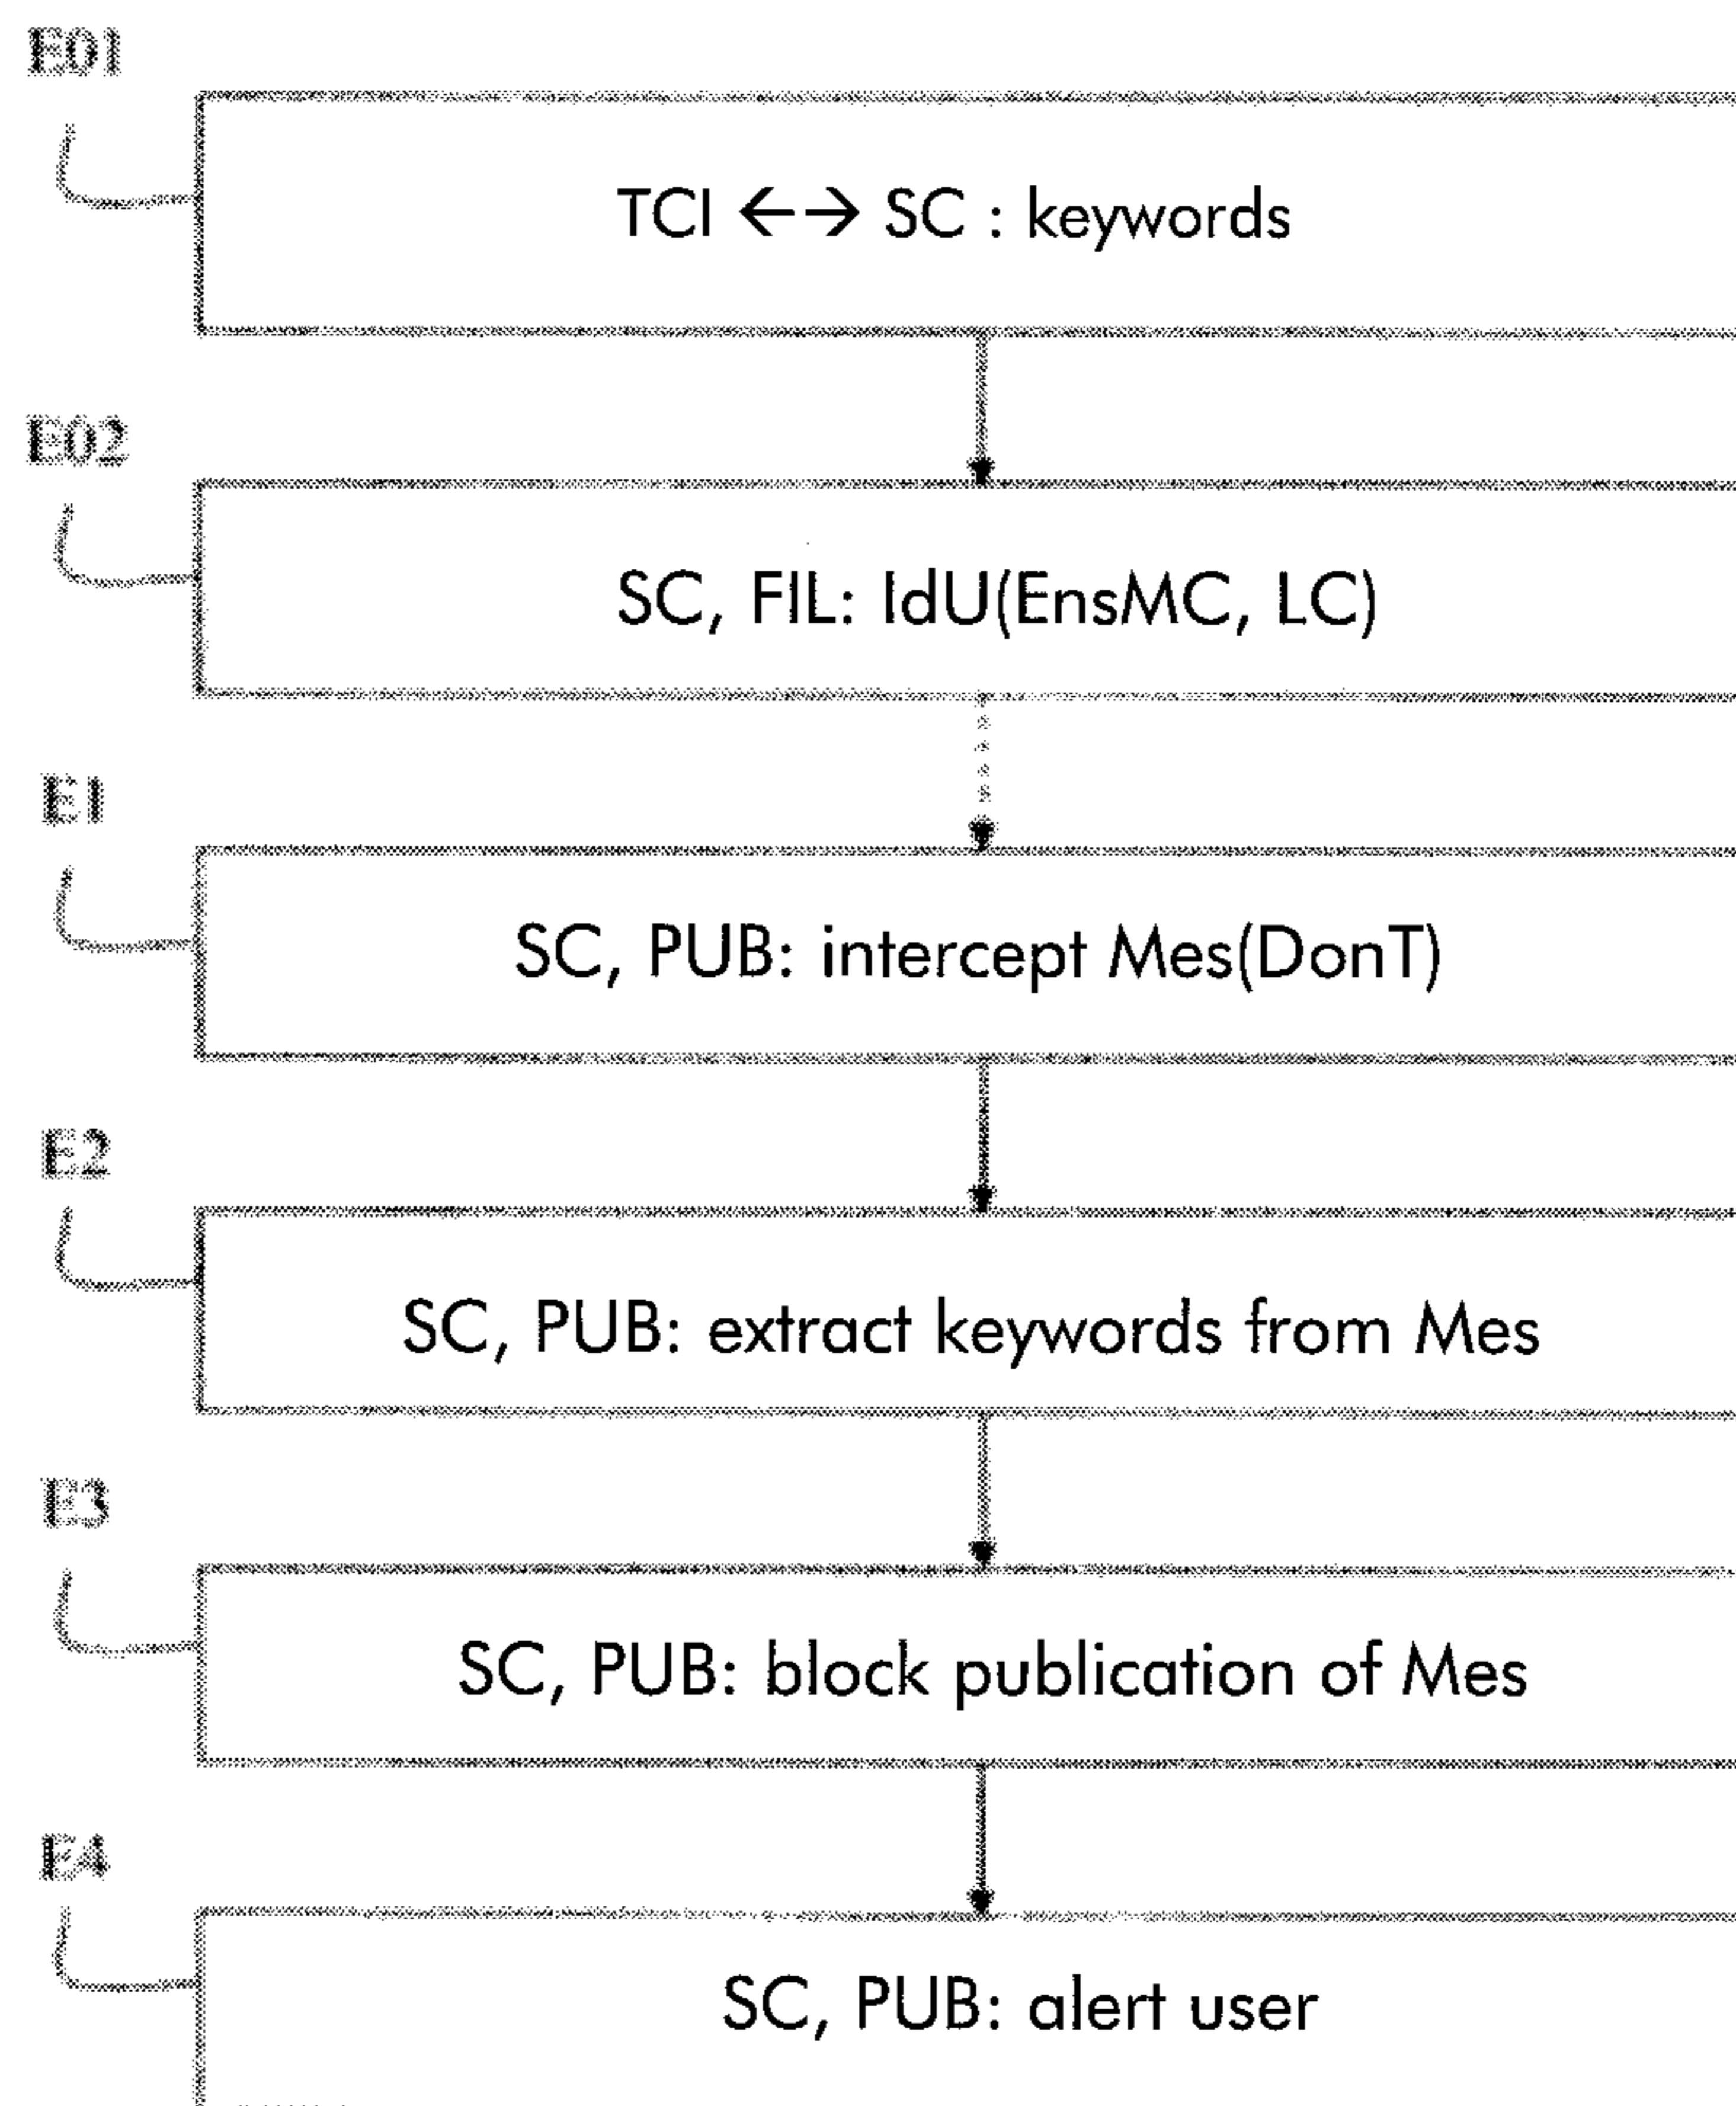 E01
TCI ←→ SC : keywords
E02
SC, FIL: IdU(EnsMC, LC)
E1
SC, PUB: intercept Mes(DonT)
E2
SC, PUB: extract keywords from Mes
E3
SC, PUB: block publication of Mes
E4
SC, PUB: alert user